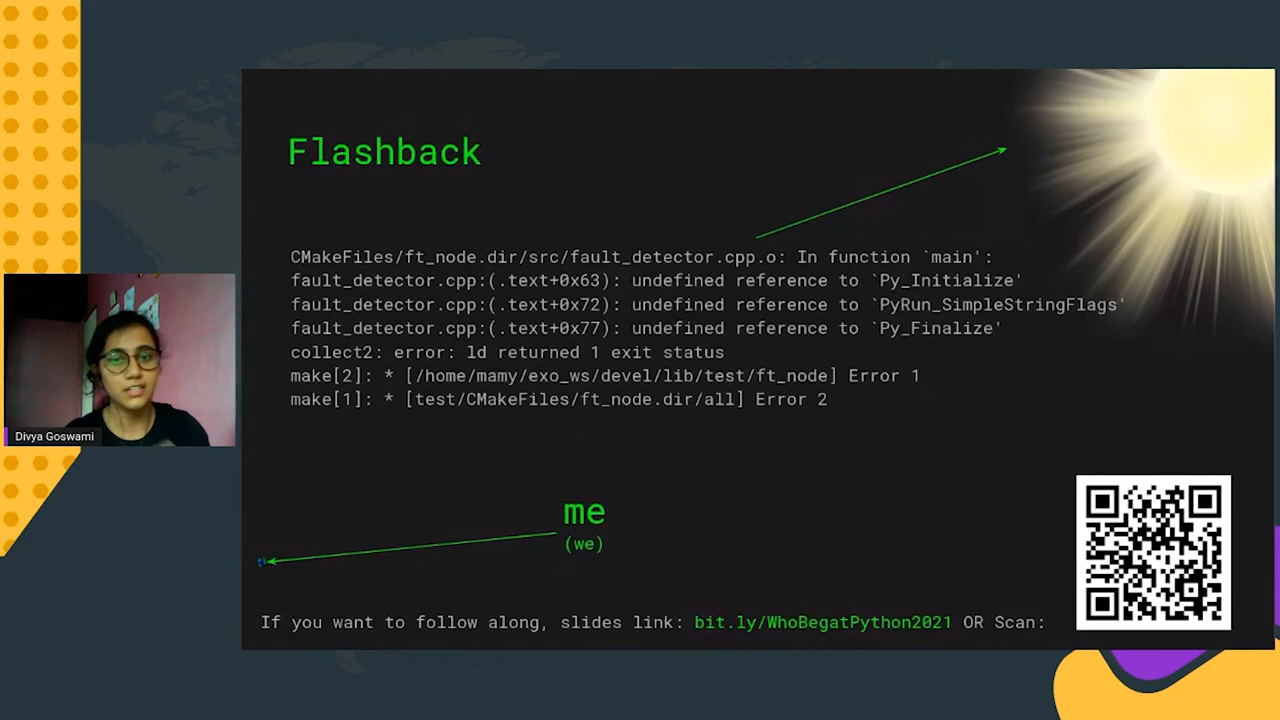 Flashback
CMakeFiles/ft_node.dir/src/fault_detector.cpp.o: In function `main':
fault_detector.cpp:(.text+0x63): undefined reference to `Py_Initialize'
fault_detector.cpp:(.text+0x72): undefined reference to `PyRun_SimpleStringFlags'
fault_detector.cpp:(.text+0x77): undefined reference to `Py_Finalize'
collect2: error: ld returned 1 exit status
make[2]: * [/home/mamy/exo_ws/devel/lib/test/ft_node] Error 1
make[1]: * [test/CMakeFiles/ft_node.dir/all] Error 2
Divya Goswami
me
(we)
If you want to follow along, slides link: bit.ly/WhoBegatPython2021 OR Scan: